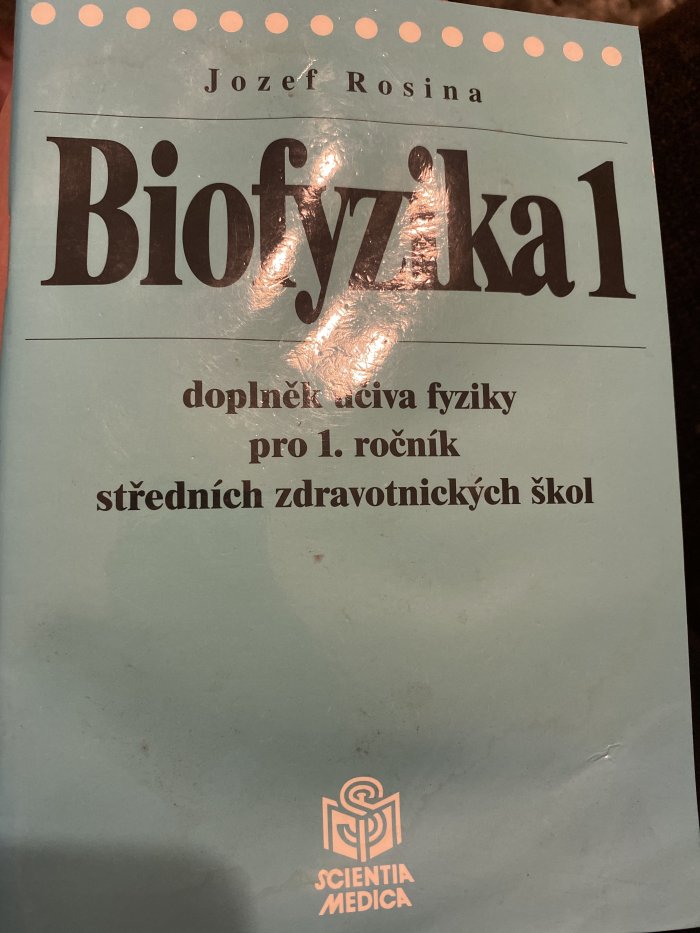 Jozef Rosina
Biofyzika 1
doplněk učiva fyziky
pro 1. ročník
středních zdravotnických škol
SCIENTIA
MEDICA